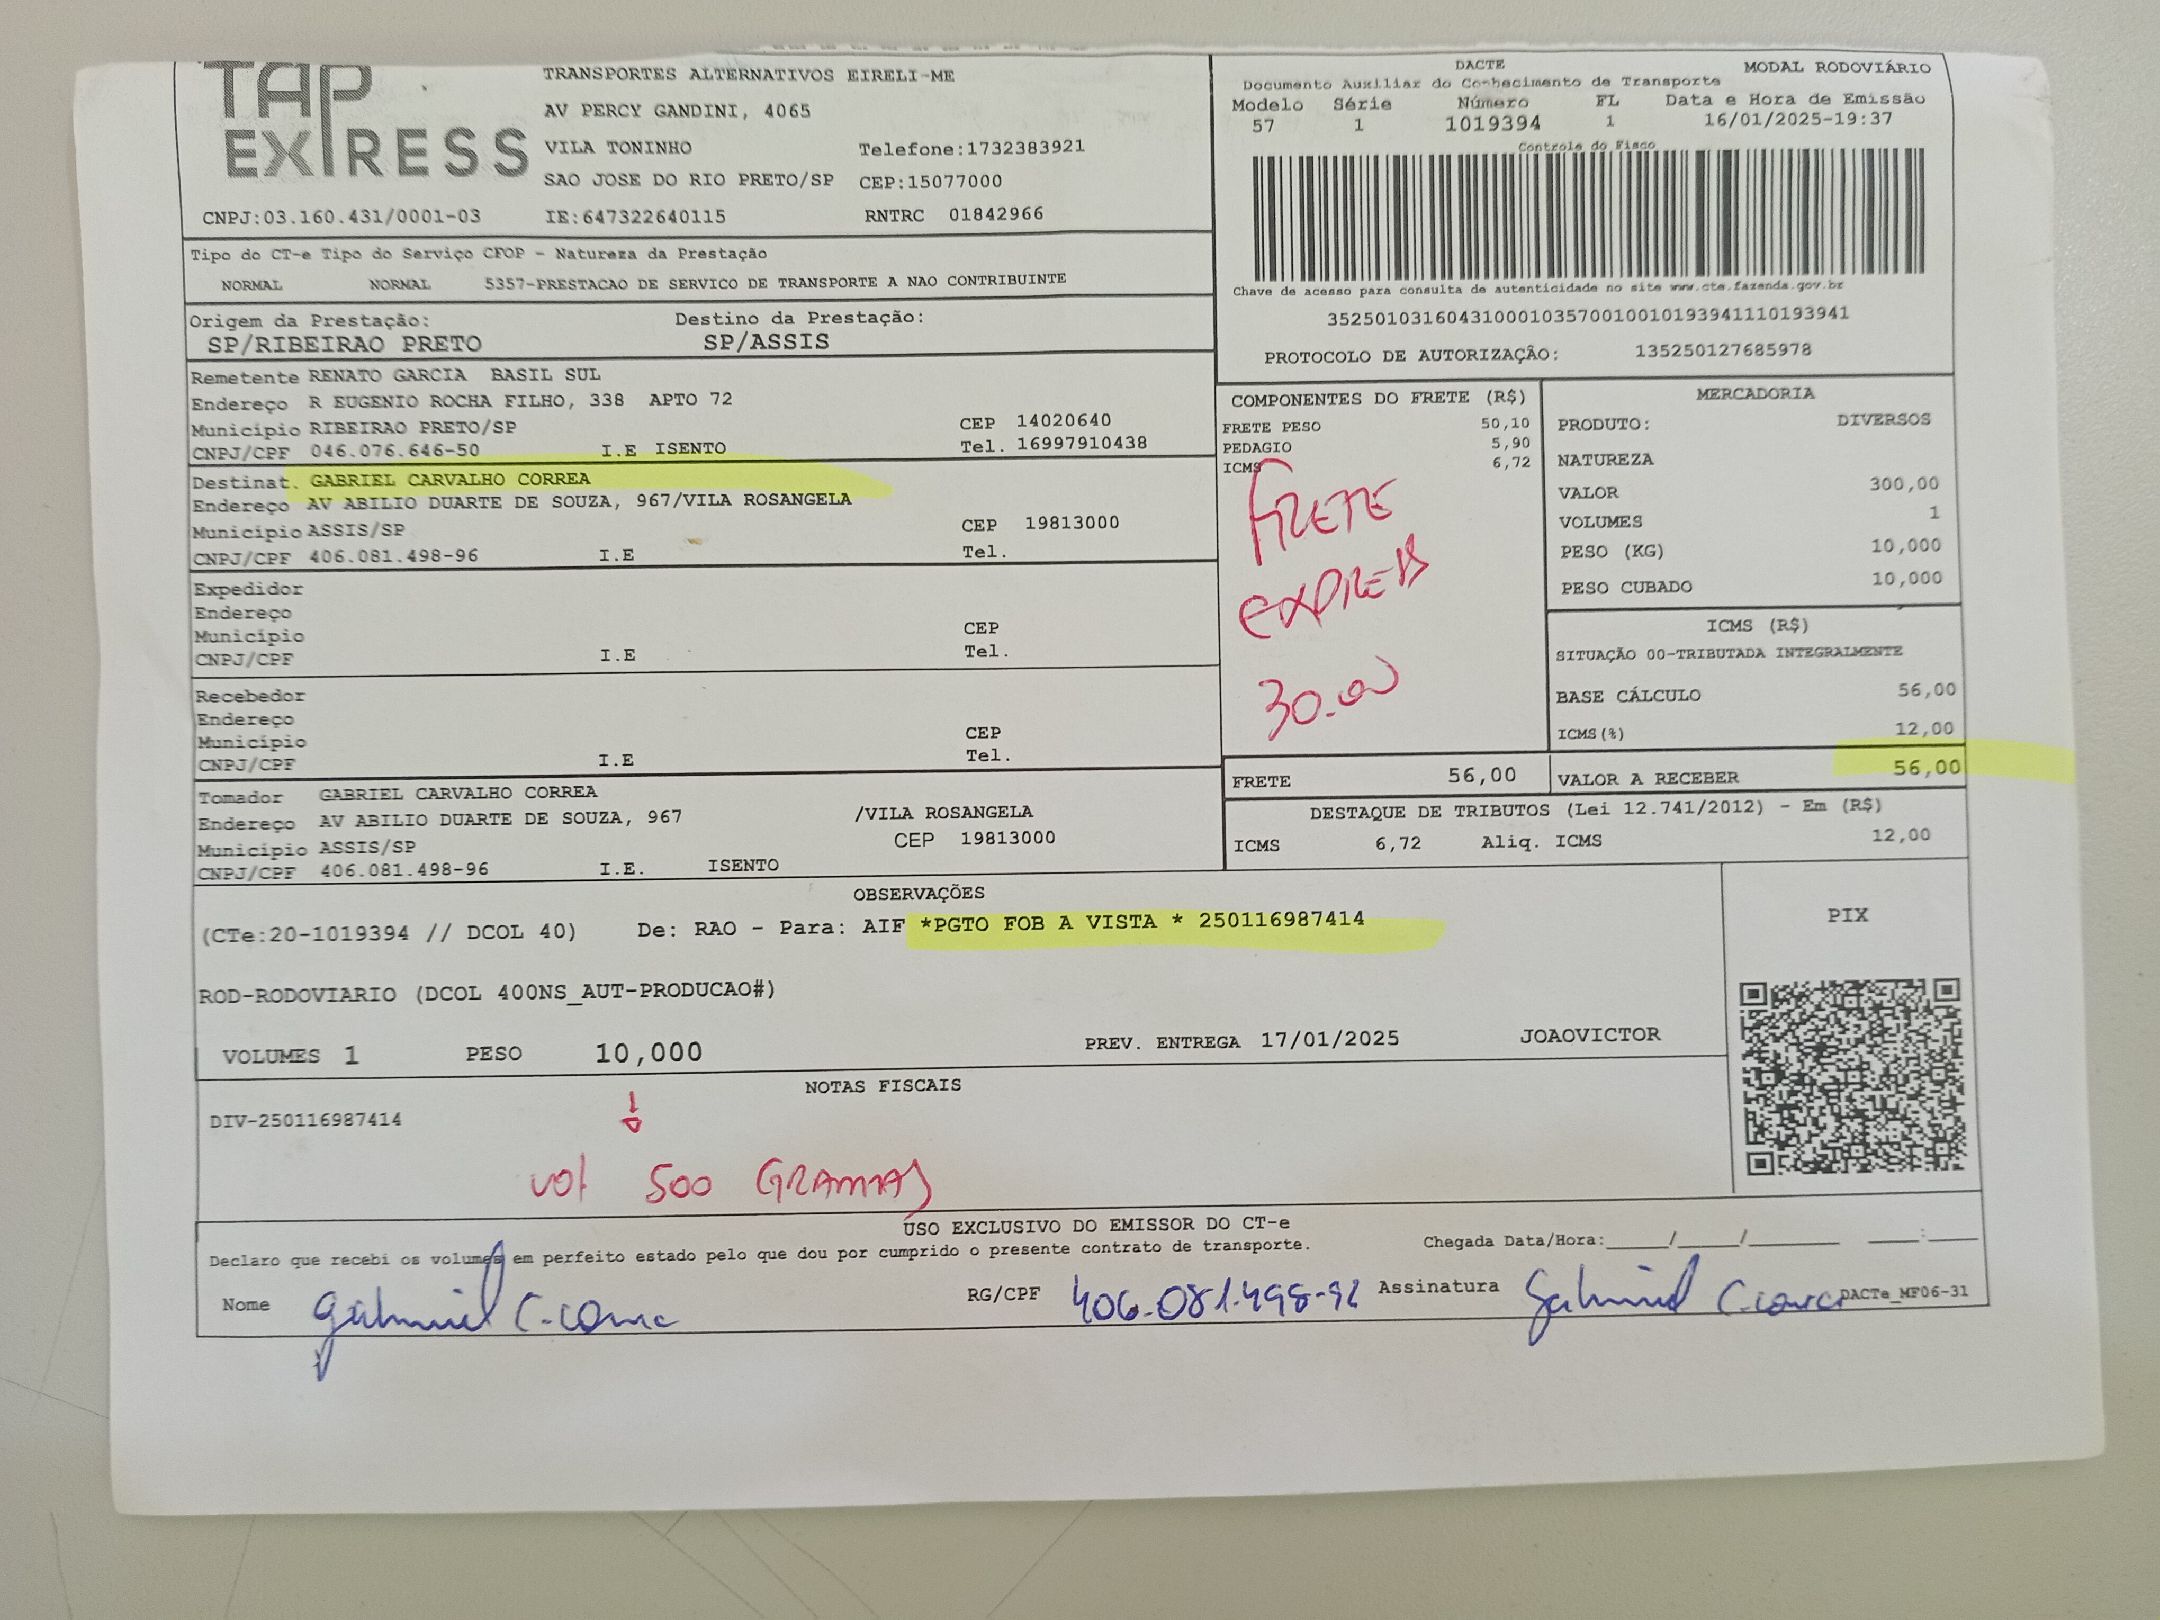 TAP
EXPRESS
TRANSPORTES ALTERNATIVOS EIRELI-ME
AV PERCY GANDINI, 4065
VILA TONINHO Telefone:1732383921
SAO JOSE DO RIO PRETO/SP CEP:15077000
CNPJ:03.160.431/0001-03 IE:647322640115 RNTRC 01842966
DACTE MODAL RODOVIÁRIO
Documento Auxiliar do Conhecimento de Transporte
Modelo Série Número FL Data e Hora de Emissão
57 1 1019394 1 16/01/2025-19:37
Controle do Fisco
Chave de acesso para consulta de autenticidade no site www.cte.fazenda.gov.br
35250103160431000103570010010193941110193941
PROTOCOLO DE AUTORIZAÇÃO: 135250127685978
Tipo do CT-e Tipo do Serviço CFOP - Natureza da Prestação
NORMAL NORMAL 5357-PRESTACAO DE SERVICO DE TRANSPORTE A NAO CONTRIBUINTE
Origem da Prestação: Destino da Prestação:
SP/RIBEIRAO PRETO SP/ASSIS
Remetente RENATO GARCIA BASIL SUL
Endereço R EUGENIO ROCHA FILHO, 338 APTO 72
Município RIBEIRAO PRETO/SP CEP 14020640
CNPJ/CPF 046.076.646-50 I.E ISENTO Tel. 16997910438
Destinat. GABRIEL CARVALHO CORREA
Endereço AV ABILIO DUARTE DE SOUZA, 967/VILA ROSANGELA
Município ASSIS/SP CEP 19813000
CNPJ/CPF 406.081.498-96 I.E Tel.
Expedidor
Endereço
Município CEP
CNPJ/CPF I.E Tel.
Recebedor
Endereço
Município CEP
CNPJ/CPF I.E Tel.
Tomador GABRIEL CARVALHO CORREA
Endereço AV ABILIO DUARTE DE SOUZA, 967 /VILA ROSANGELA
Município ASSIS/SP CEP 19813000
CNPJ/CPF 406.081.498-96 I.E. ISENTO
COMPONENTES DO FRETE (R$)
FRETE PESO 50,10
PEDAGIO 5,90
ICMS 6,72
FRETE
EXPRESS
30.00
MERCADORIA
PRODUTO: DIVERSOS
NATUREZA
VALOR 300,00
VOLUMES 1
PESO (KG) 10,000
PESO CUBADO 10,000
ICMS (R$)
SITUAÇÃO 00-TRIBUTADA INTEGRALMENTE
BASE CÁLCULO 56,00
ICMS(%) 12,00
FRETE 56,00 VALOR A RECEBER 56,00
DESTAQUE DE TRIBUTOS (Lei 12.741/2012) - Em (R$)
ICMS 6,72 Aliq. ICMS 12,00
OBSERVAÇÕES
(CTe:20-1019394 // DCOL 40) De: RAO - Para: AIF *PGTO FOB A VISTA * 250116987414
ROD-RODOVIARIO (DCOL 400NS_AUT-PRODUCAO#)
VOLUMES 1 PESO 10,000 PREV. ENTREGA 17/01/2025 JOAOVICTOR
PIX
NOTAS FISCAIS
DIV-250116987414
vol 500 GRAMAS
USO EXCLUSIVO DO EMISSOR DO CT-e
Declaro que recebi os volumes em perfeito estado pelo que dou por cumprido o presente contrato de transporte. Chegada Data/Hora:_____/_____/________ ____:____
Nome Gabriel C. Correa RG/CPF 406.081.498-96 Assinatura Gabriel C. Correa DACTe_MF06-31